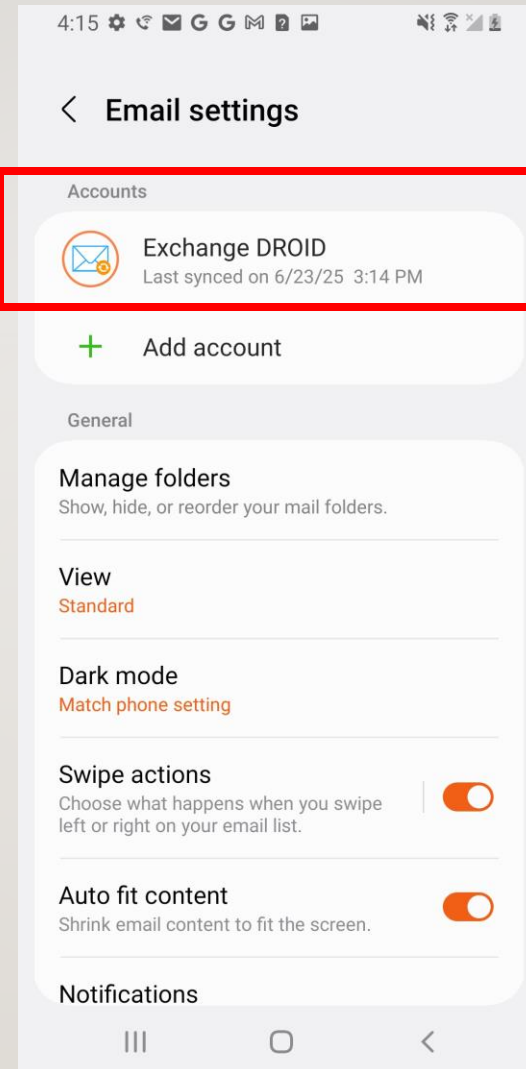 4:15
Email settings
Accounts
Exchange DROID
Last synced on 6/23/25 3:14 PM
Add account
General
Manage folders
Show, hide, or reorder your mail folders.
View
Standard
Dark mode
Match phone setting
Swipe actions
Choose what happens when you swipe
left or right on your email list.
Auto fit content
Shrink email content to fit the screen.
Notifications